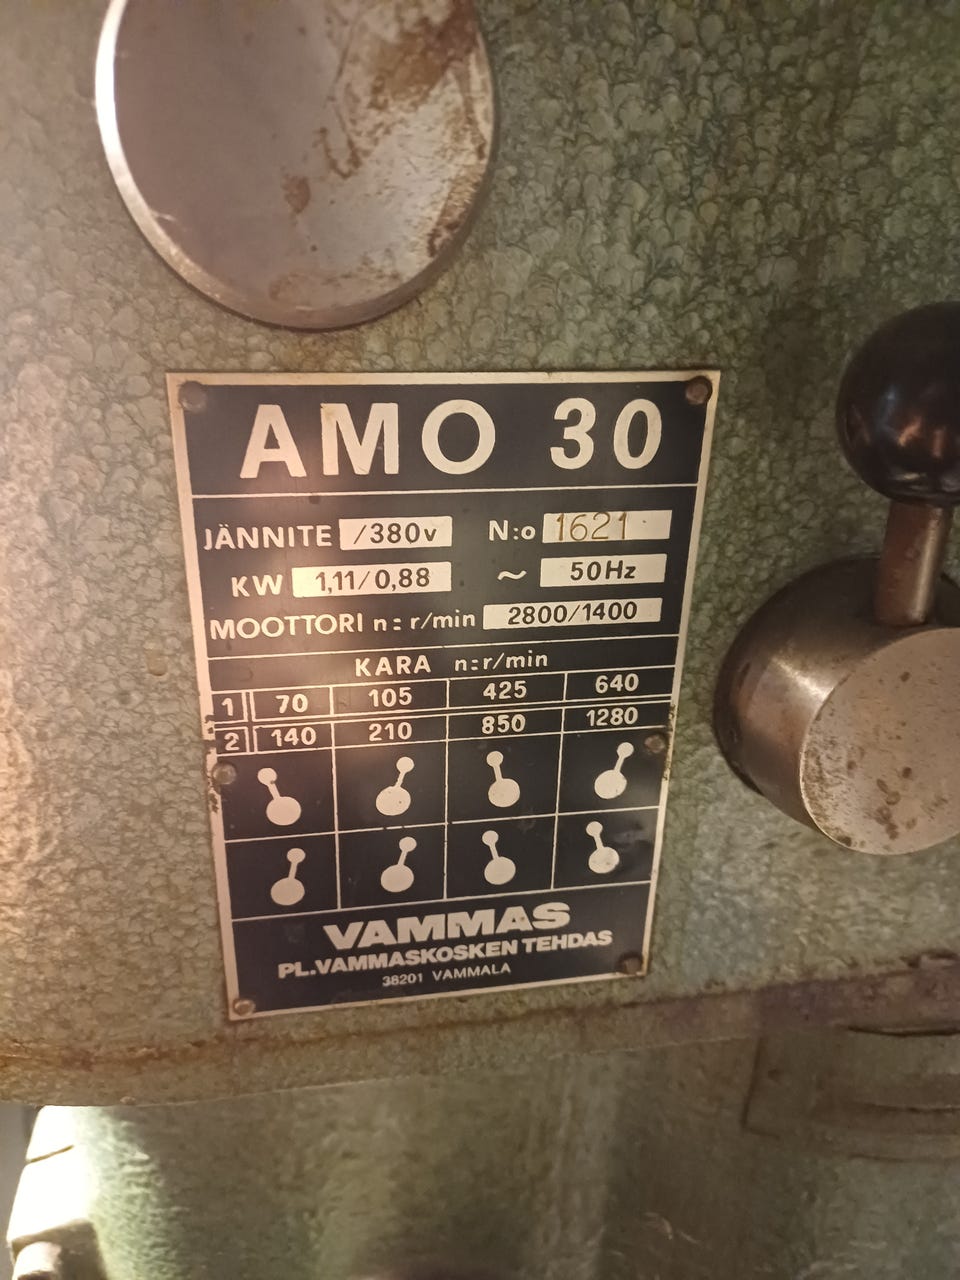 AMO 30
JÄNNITE /380v N:o 1621
KW 1,11/0,88 ~ 50Hz
MOOTTORI n = r/min 2800/1400
KARA n=r/min
1 70 105 425 640
2 140 210 850 1280
VAMMAS
PL.VAMMASKOSKEN TEHDAS
38201 VAMMALA